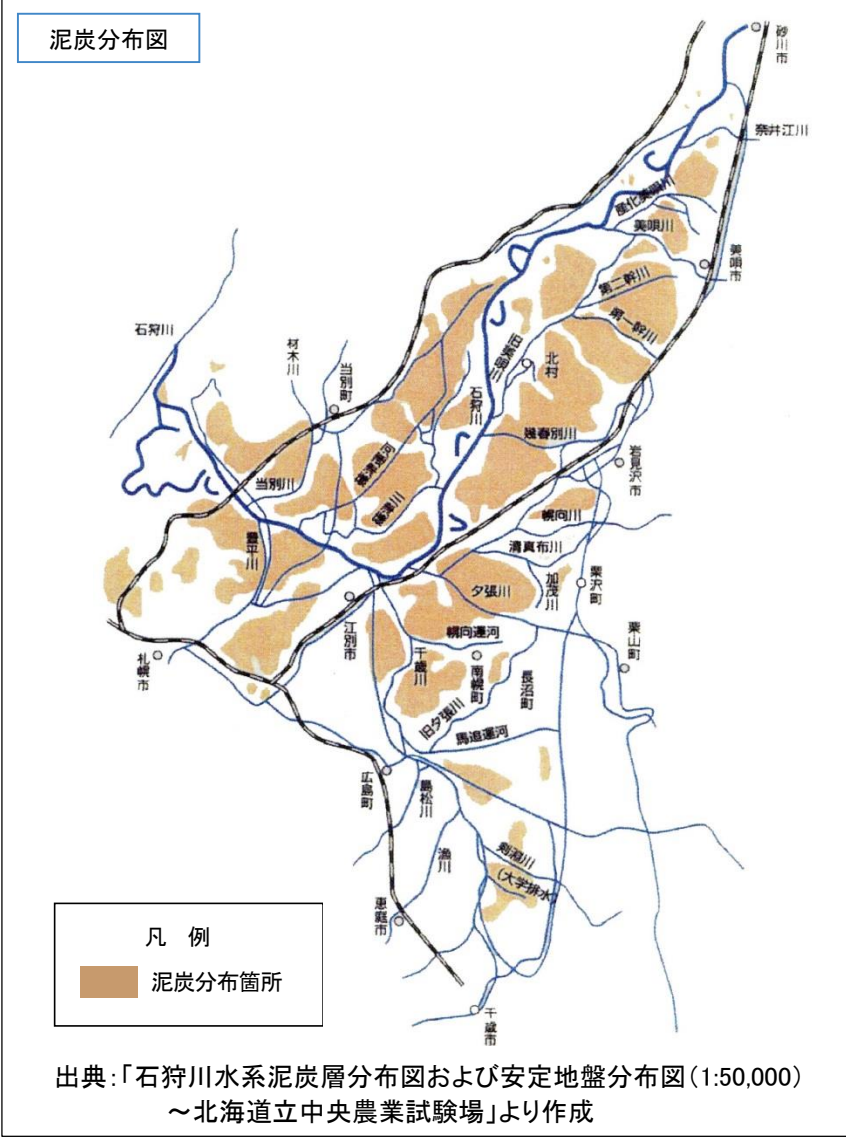 泥炭分布図
砂川市
奈井江川
産化美唄川
美唄川
美唄市
第二幹川
第一幹川
石狩川
材木川
当別町
旧美唄川
北村
石狩川
幾春別川
岩見沢市
当別川
篠津運河
篠津川
幌向川
清真布川
豊平川
夕張川
加茂川
栗沢町
江別市
幌向運河
栗山町
札幌市
千歳川
南幌町
長沼町
旧夕張川
馬追運河
広島町
島松川
漁川
剣淵川
(大学排水)
恵庭市
千歳市
凡 例
泥炭分布箇所
出典:「石狩川水系泥炭層分布図および安定地盤分布図(1:50,000)
~北海道立中央農業試験場」より作成